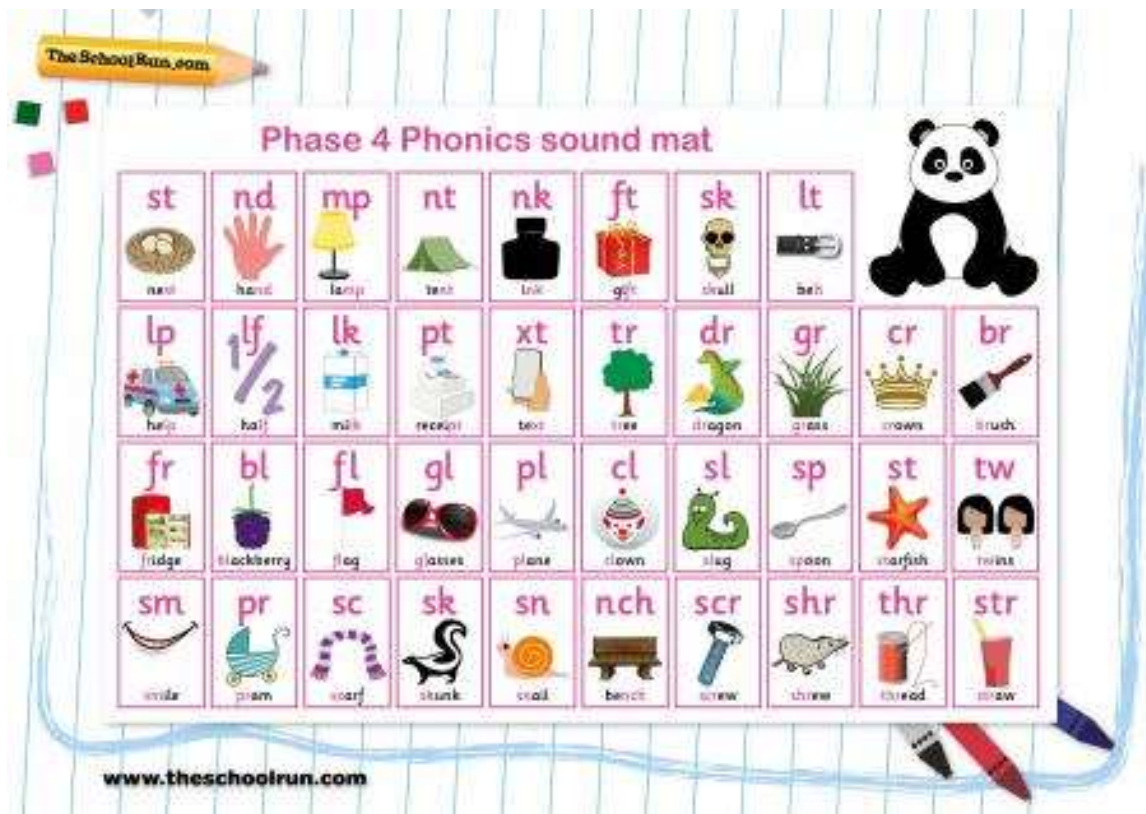 TheSchoolRun.com
Phase 4 Phonics sound mat
st nd mp nt nk ft sk lt
nest hand lamp tent ink gift skull belt
lp lf lk pt xt tr dr gr cr br
1/2
help half milk receipt text tree dragon grass crown brush
fr bl fl gl pl cl sl sp st tw
fridge blackberry flag glasses plane clown slug spoon starfish twins
sm pr sc sk sn nch scr shr thr str
smile pram scarf skunk snail bench screw shrew thread straw
www.theschoolrun.com